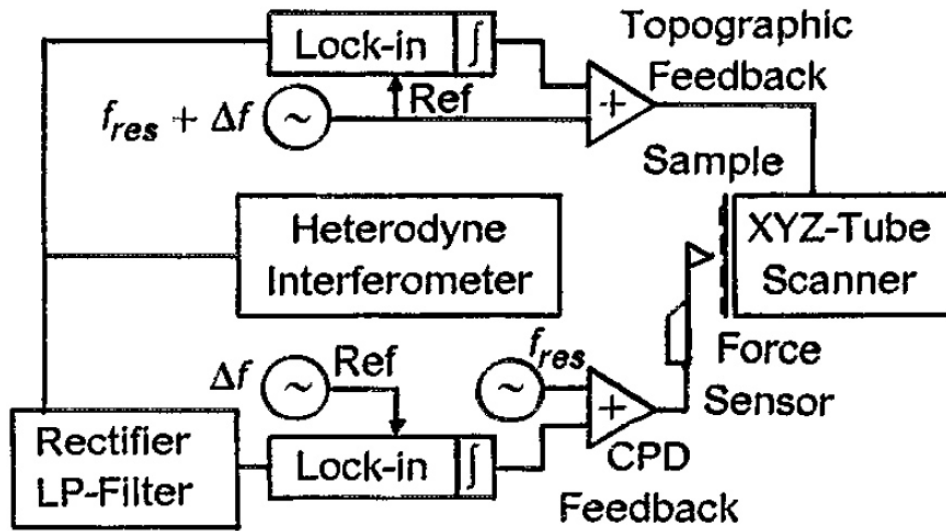 Lock-in ∫
Topographic
Feedback
Ref
f_res + Δf ~
+
Sample
Heterodyne
Interferometer
XYZ-Tube
Scanner
Δf ~
Ref
f_res
~
+
Force
Sensor
Rectifier
LP-Filter
Lock-in ∫
CPD
Feedback